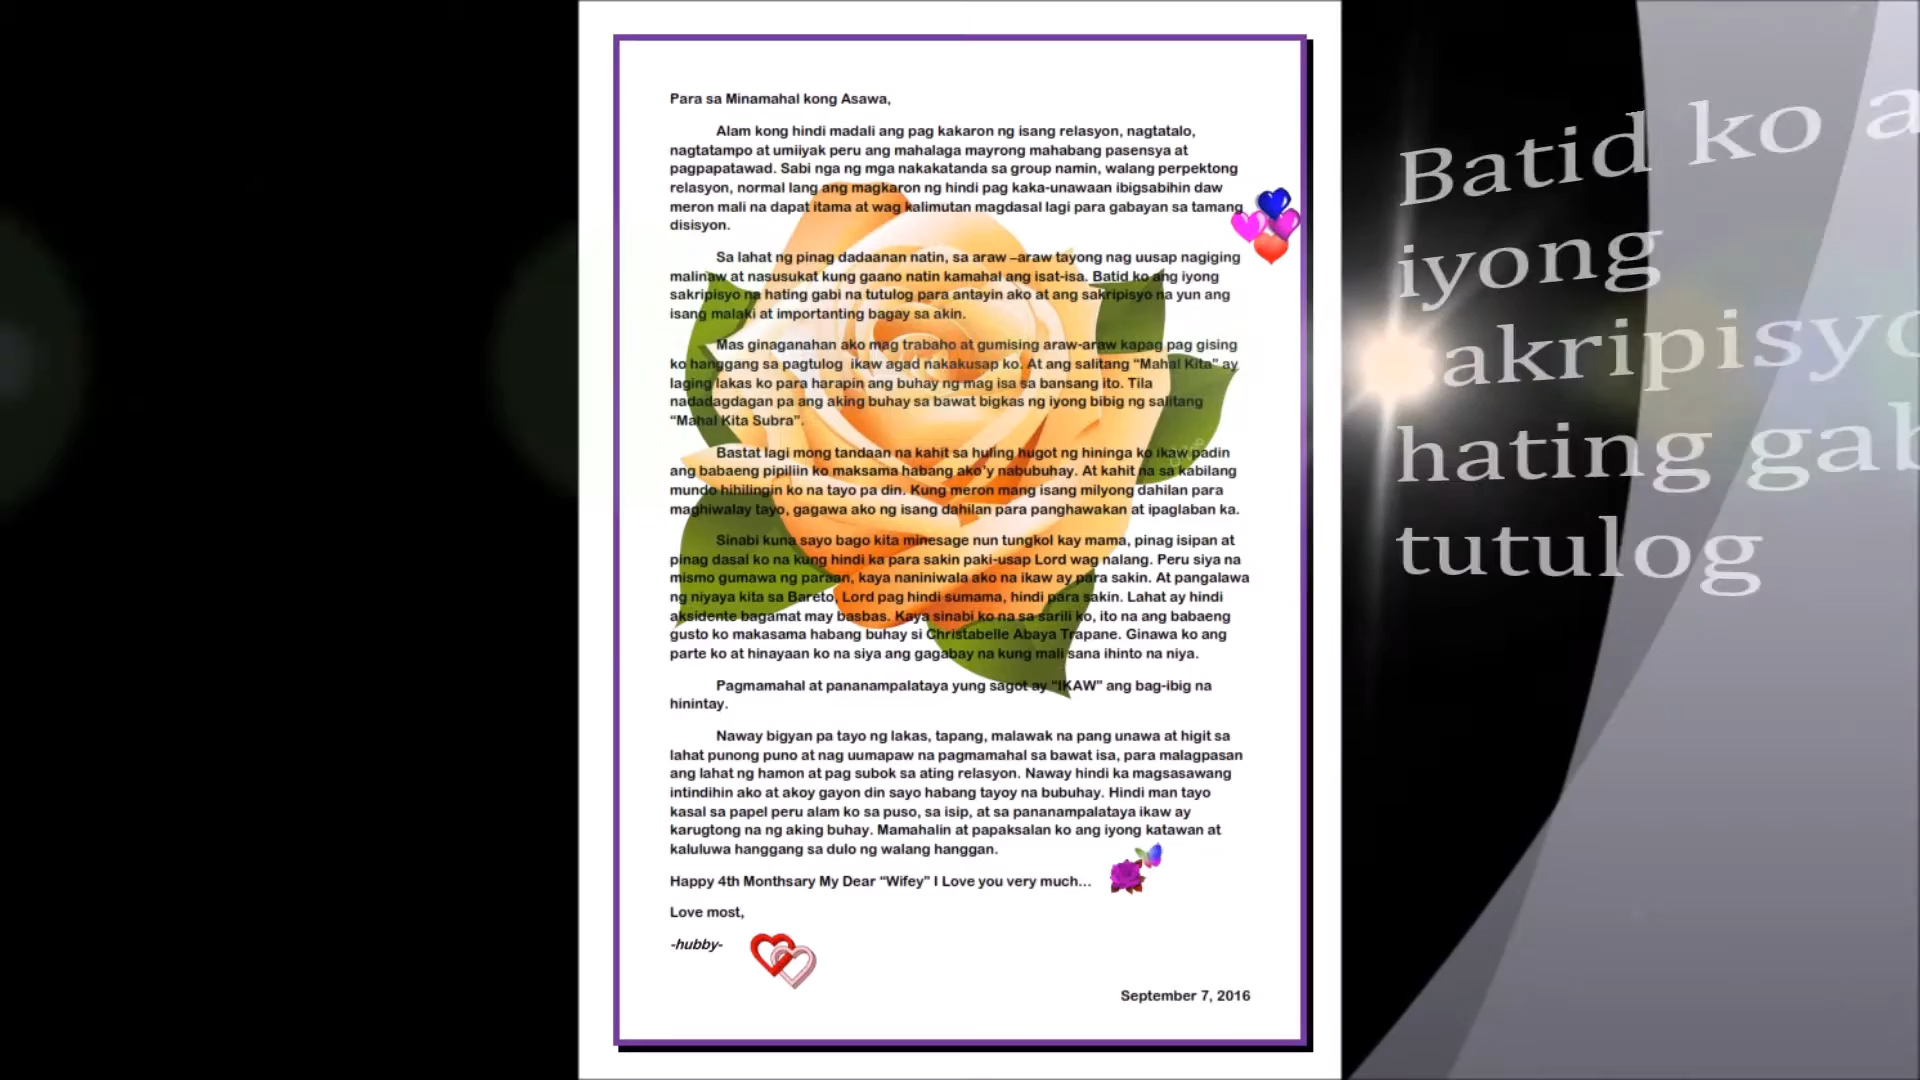 Para sa Minamahal kong Asawa,
Alam kong hindi madali ang pag kakaron ng isang relasyon, nagtatalo,
nagtatampo at umiiyak peru ang mahalaga mayrong mahabang pasensya at
pagpapatawad. Sabi nga ng mga nakakatanda sa group namin, walang perpektong
relasyon, normal lang ang magkaron ng hindi pag kaka-unawaan ibigsabihin daw
meron mali na dapat itama at wag kalimutan magdasal lagi para gabayan sa tamang
disisyon.
Sa lahat ng pinag dadaanan natin, sa araw –araw tayong nag uusap nagiging
malinaw at nasusukat kung gaano natin kamahal ang isat-isa. Batid ko ang iyong
sakripisyo na hating gabi na tutulog para antayin ako at ang sakripisyo na yun ang
isang malaki at importanting bagay sa akin.
Mas ginaganahan ako mag trabaho at gumising araw-araw kapag pag gising
ko hanggang sa pagtulog ikaw agad nakakusap ko. At ang salitang “Mahal Kita” ay
laging lakas ko para harapin ang buhay ng mag isa sa bansang ito. Tila
nadadagdagan pa ang aking buhay sa bawat bigkas ng iyong bibig ng salitang
“Mahal Kita Subra”.
Bastat lagi mong tandaan na kahit sa huling hugot ng hininga ko ikaw padin
ang babaeng pipiliin ko maksama habang ako’y nabubuhay. At kahit na sa kabilang
mundo hihilingin ko na tayo pa din. Kung meron mang isang milyong dahilan para
maghiwalay tayo, gagawa ako ng isang dahilan para panghawakan at ipaglaban ka.
Sinabi kuna sayo bago kita minesage nun tungkol kay mama, pinag isipan at
pinag dasal ko na kung hindi ka para sakin paki-usap Lord wag nalang. Peru siya na
mismo gumawa ng paraan, kaya naniniwala ako na ikaw ay para sakin. At pangalawa
ng niyaya kita sa Bareto, Lord pag hindi sumama, hindi para sakin. Lahat ay hindi
aksidente bagamat may basbas. Kaya sinabi ko na sa sarili ko, ito na ang babaeng
gusto ko makasama habang buhay si Christabelle Abaya Trapane. Ginawa ko ang
parte ko at hinayaan ko na siya ang gagabay na kung mali sana ihinto na niya.
Pagmamahal at pananampalataya yung sagot ay “IKAW” ang bag-ibig na
hinintay.
Naway bigyan pa tayo ng lakas, tapang, malawak na pang unawa at higit sa
lahat punong puno at nag uumapaw na pagmamahal sa bawat isa, para malagpasan
ang lahat ng hamon at pag subok sa ating relasyon. Naway hindi ka magsasawang
intindihin ako at akoy gayon din sayo habang tayoy na bubuhay. Hindi man tayo
kasal sa papel peru alam ko sa puso, sa isip, at sa pananampalataya ikaw ay
karugtong na ng aking buhay. Mamahalin at papaksalan ko ang iyong katawan at
kaluluwa hanggang sa dulo ng walang hanggan.
Happy 4th Monthsary My Dear “Wifey” I Love you very much...
Love most,
-hubby-
September 7, 2016
Batid ko a
iyong
akripisyo
hating gab
tutulog